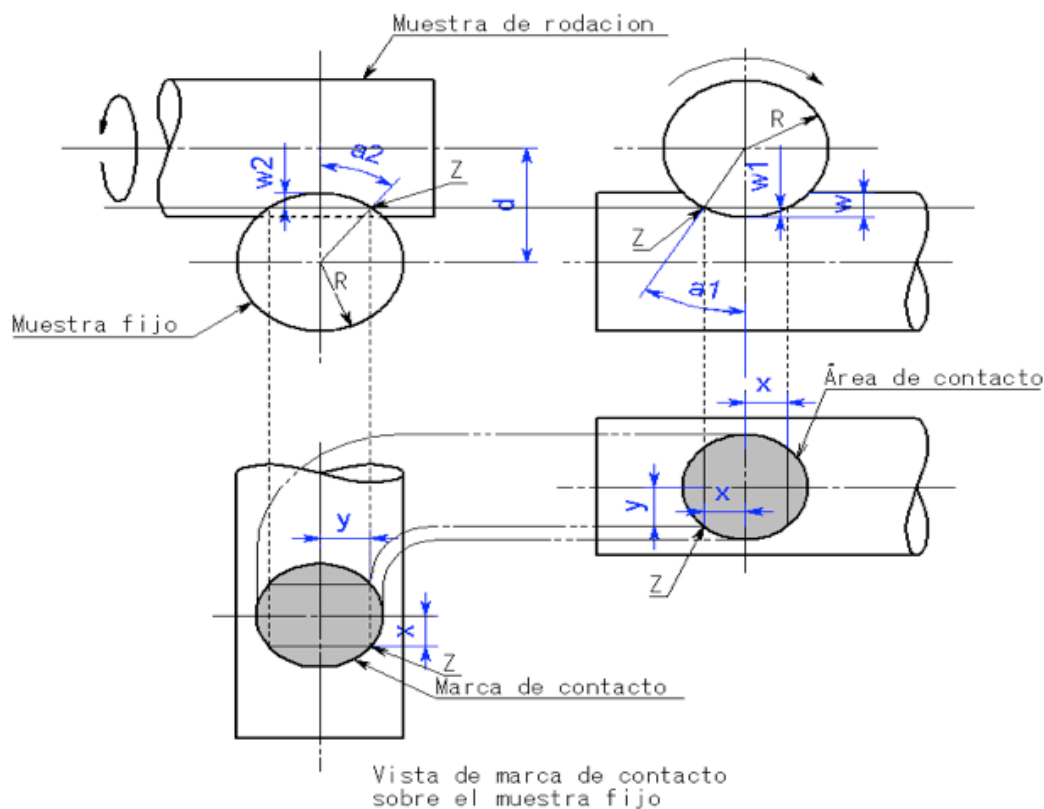 Muestra de rodacion
R
a2
w2
Z
d
w1
w
Z
R
a1
Muestra fijo
x
Área de contacto
y
x
y
Z
x
Z
Marca de contacto
Vista de marca de contacto
sobre el muestra fijo